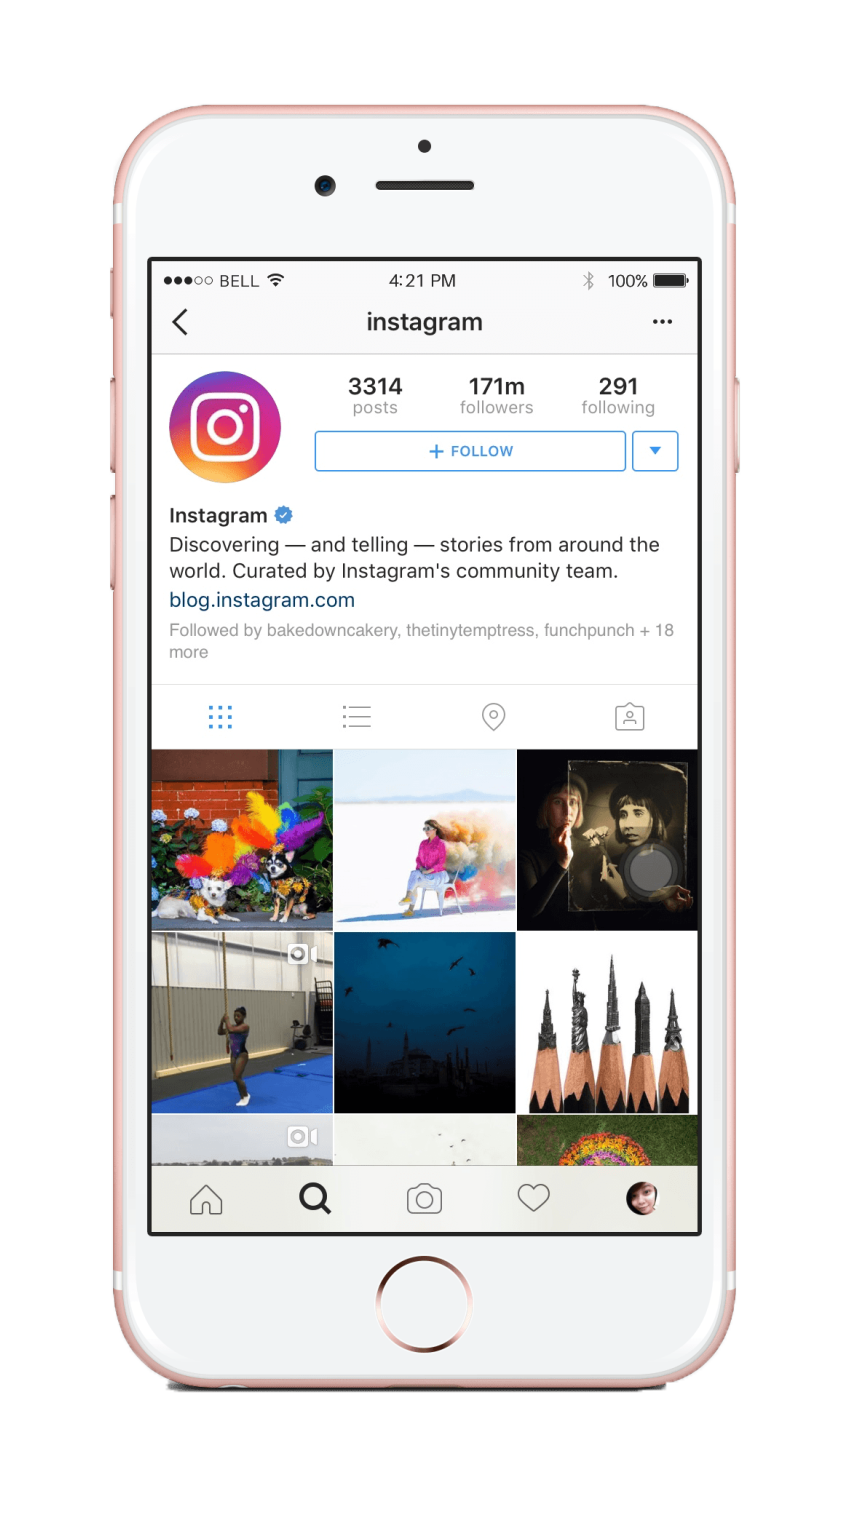 BELL 4:21 PM 100%
instagram
3314 171m 291
posts followers following
+ FOLLOW
Instagram
Discovering — and telling — stories from around the
world. Curated by Instagram's community team.
blog.instagram.com
Followed by bakedowncakery, thetinytemptress, funchpunch + 18
more